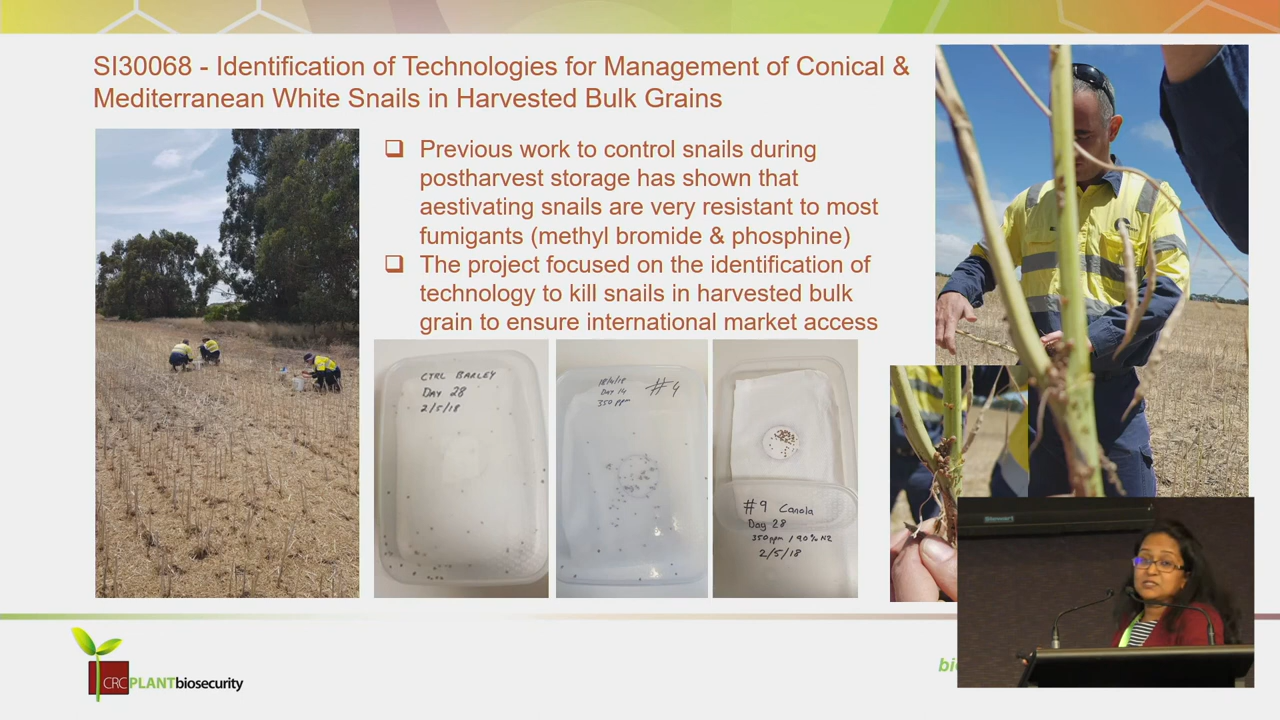 SI30068 - Identification of Technologies for Management of Conical &
Mediterranean White Snails in Harvested Bulk Grains
❑ Previous work to control snails during
postharvest storage has shown that
aestivating snails are very resistant to most
fumigants (methyl bromide & phosphine)
❑ The project focused on the identification of
technology to kill snails in harvested bulk
grain to ensure international market access
CTRL BARLEY
DAY 28
2/5/18
DAY 14
350 ppm
#4
#9 Canola
Day 28
350ppm / 90% N2
2/5/18
CRCPLANTbiosecurity